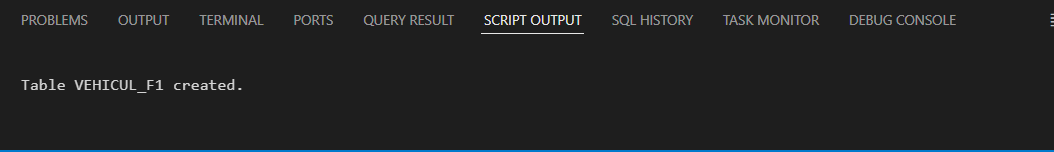 PROBLEMS OUTPUT TERMINAL PORTS QUERY RESULT SCRIPT OUTPUT SQL HISTORY TASK MONITOR DEBUG CONSOLE
Table VEHICUL_F1 created.